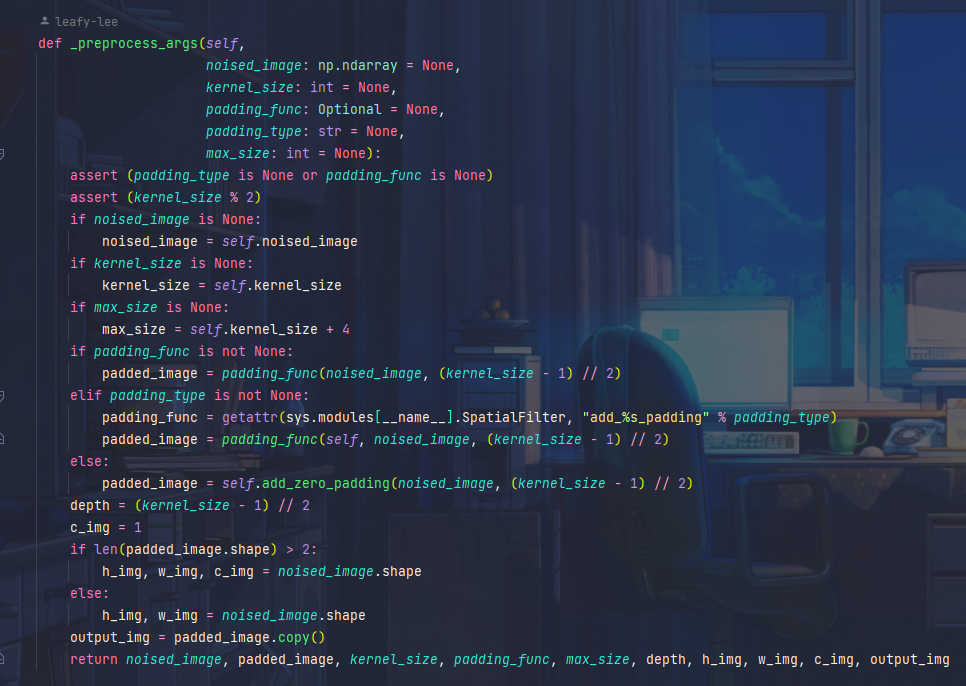 leafy-lee
def _preprocess_args(self,
                     noised_image: np.ndarray = None,
                     kernel_size: int = None,
                     padding_func: Optional = None,
                     padding_type: str = None,
                     max_size: int = None):
    assert (padding_type is None or padding_func is None)
    assert (kernel_size % 2)
    if noised_image is None:
        noised_image = self.noised_image
    if kernel_size is None:
        kernel_size = self.kernel_size
    if max_size is None:
        max_size = self.kernel_size + 4
    if padding_func is not None:
        padded_image = padding_func(noised_image, (kernel_size - 1) // 2)
    elif padding_type is not None:
        padding_func = getattr(sys.modules[__name__].SpatialFilter, "add_%s_padding" % padding_type)
        padded_image = padding_func(self, noised_image, (kernel_size - 1) // 2)
    else:
        padded_image = self.add_zero_padding(noised_image, (kernel_size - 1) // 2)
    depth = (kernel_size - 1) // 2
    c_img = 1
    if len(padded_image.shape) > 2:
        h_img, w_img, c_img = noised_image.shape
    else:
        h_img, w_img = noised_image.shape
    output_img = padded_image.copy()
    return noised_image, padded_image, kernel_size, padding_func, max_size, depth, h_img, w_img, c_img, output_img